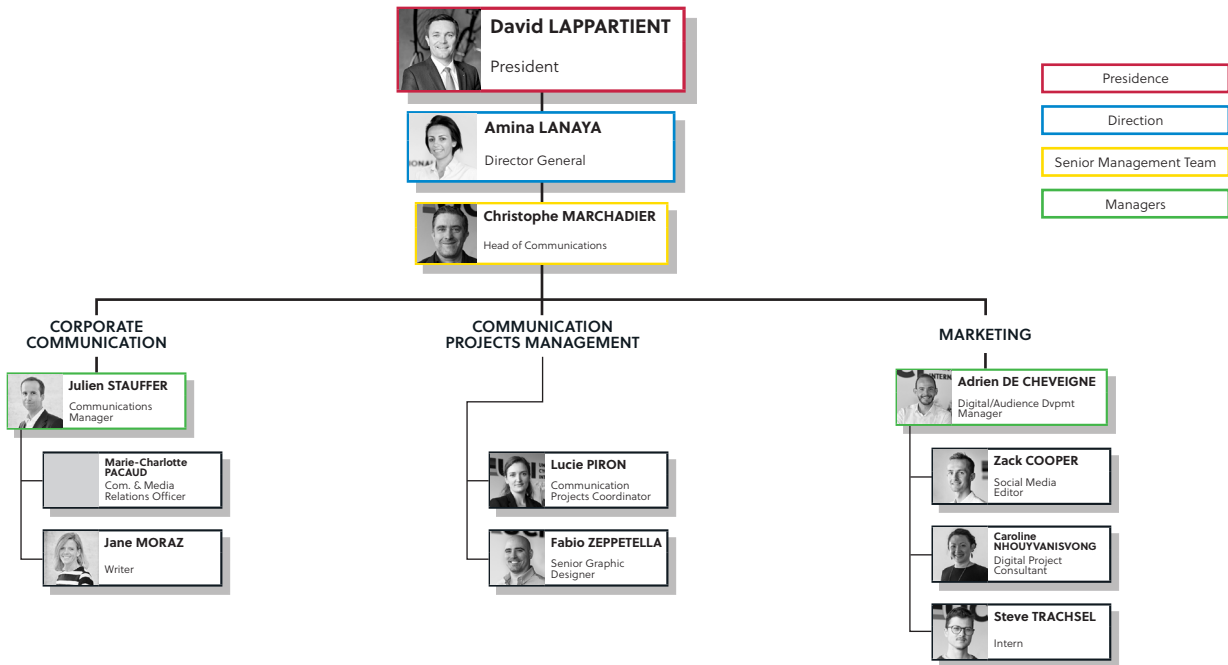 David LAPPARTIENT
President
Presidence
Amina LANAYA
Director General
Direction
Senior Management Team
Managers
Christophe MARCHADIER
Head of Communications
CORPORATE
COMMUNICATION
COMMUNICATION
PROJECTS MANAGEMENT
MARKETING
Julien STAUFFER
Communications
Manager
Adrien DE CHEVEIGNE
Digital/Audience Dvpmt
Manager
Marie-Charlotte
PACAUD
Com. & Media
Relations Officer
Lucie PIRON
Communication
Projects Coordinator
Zack COOPER
Social Media
Editor
Jane MORAZ
Writer
Fabio ZEPPETELLA
Senior Graphic
Designer
Caroline
NHOUYVANISVONG
Digital Project
Consultant
Steve TRACHSEL
Intern